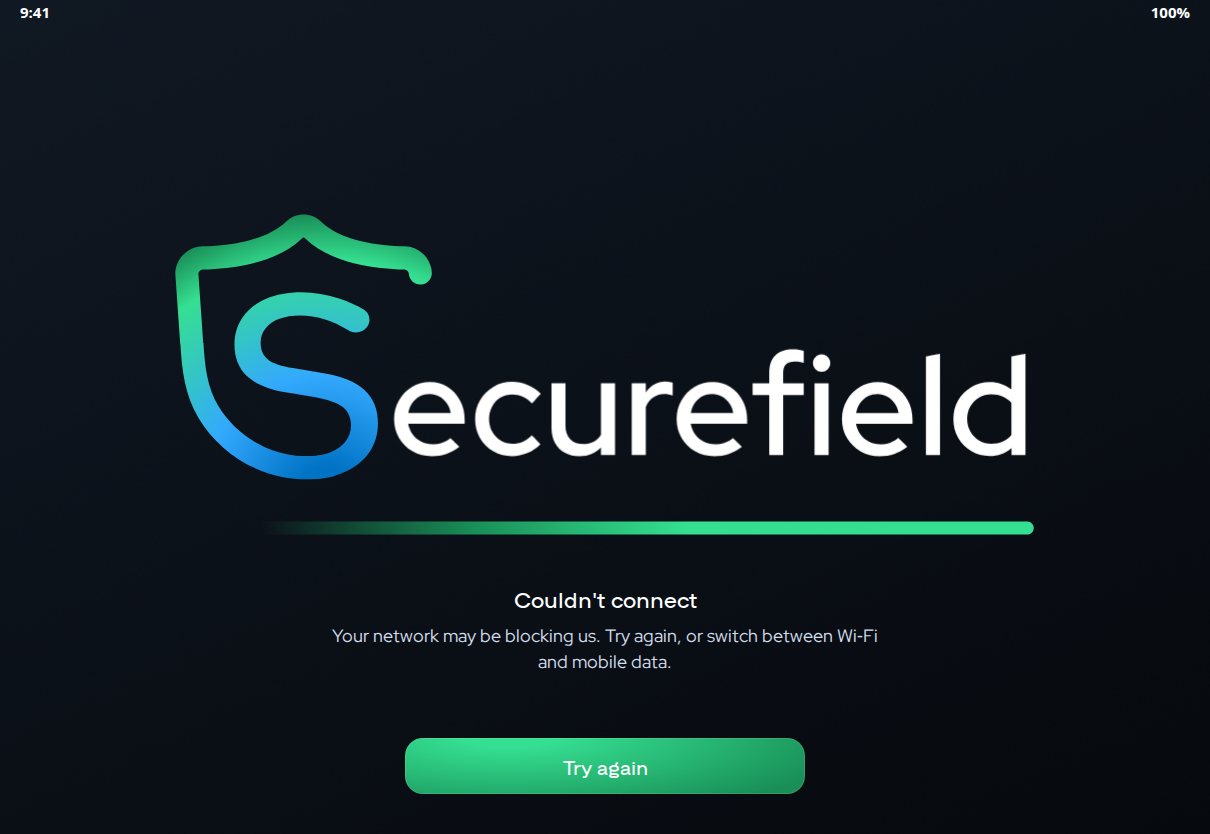 9:41
100%
Securefield
Couldn't connect
Your network may be blocking us. Try again, or switch between Wi-Fi
and mobile data.
Try again